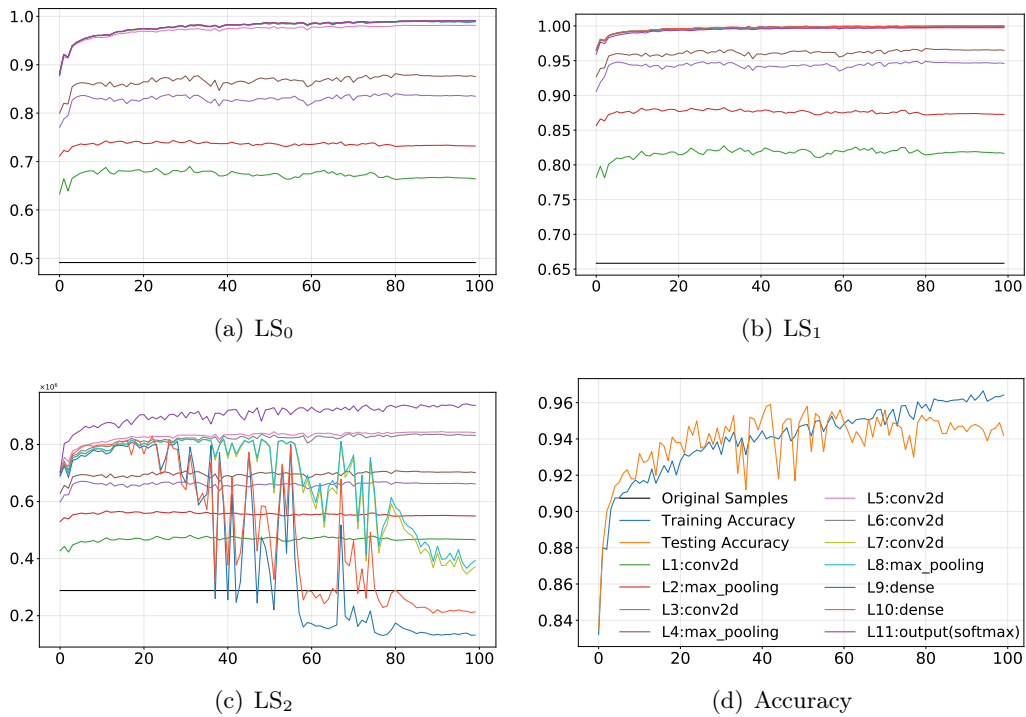 1.0
0.9
0.8
0.7
0.6
0.5
0 20 40 60 80 100
(a) LS₀
1.00
0.95
0.90
0.85
0.80
0.75
0.70
0.65
0 20 40 60 80 100
(b) LS₁
×10⁶
0.8
0.6
0.4
0.2
0 20 40 60 80 100
(c) LS₂
0.96
0.94
0.92
0.90
0.88
0.86
0.84
Original Samples
Training Accuracy
Testing Accuracy
L1:conv2d
L2:max_pooling
L3:conv2d
L4:max_pooling
L5:conv2d
L6:conv2d
L7:conv2d
L8:max_pooling
L9:dense
L10:dense
L11:output(softmax)
0 20 40 60 80 100
(d) Accuracy